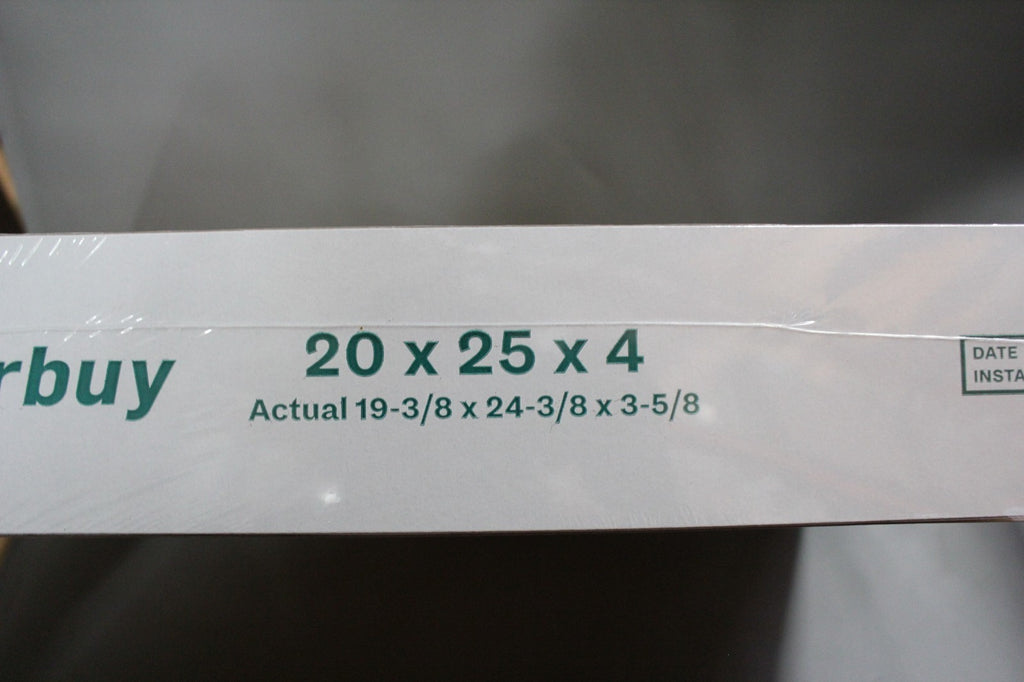 rbuy
20 x 25 x 4
Actual 19-3/8 x 24-3/8 x 3-5/8
DATE
INSTA